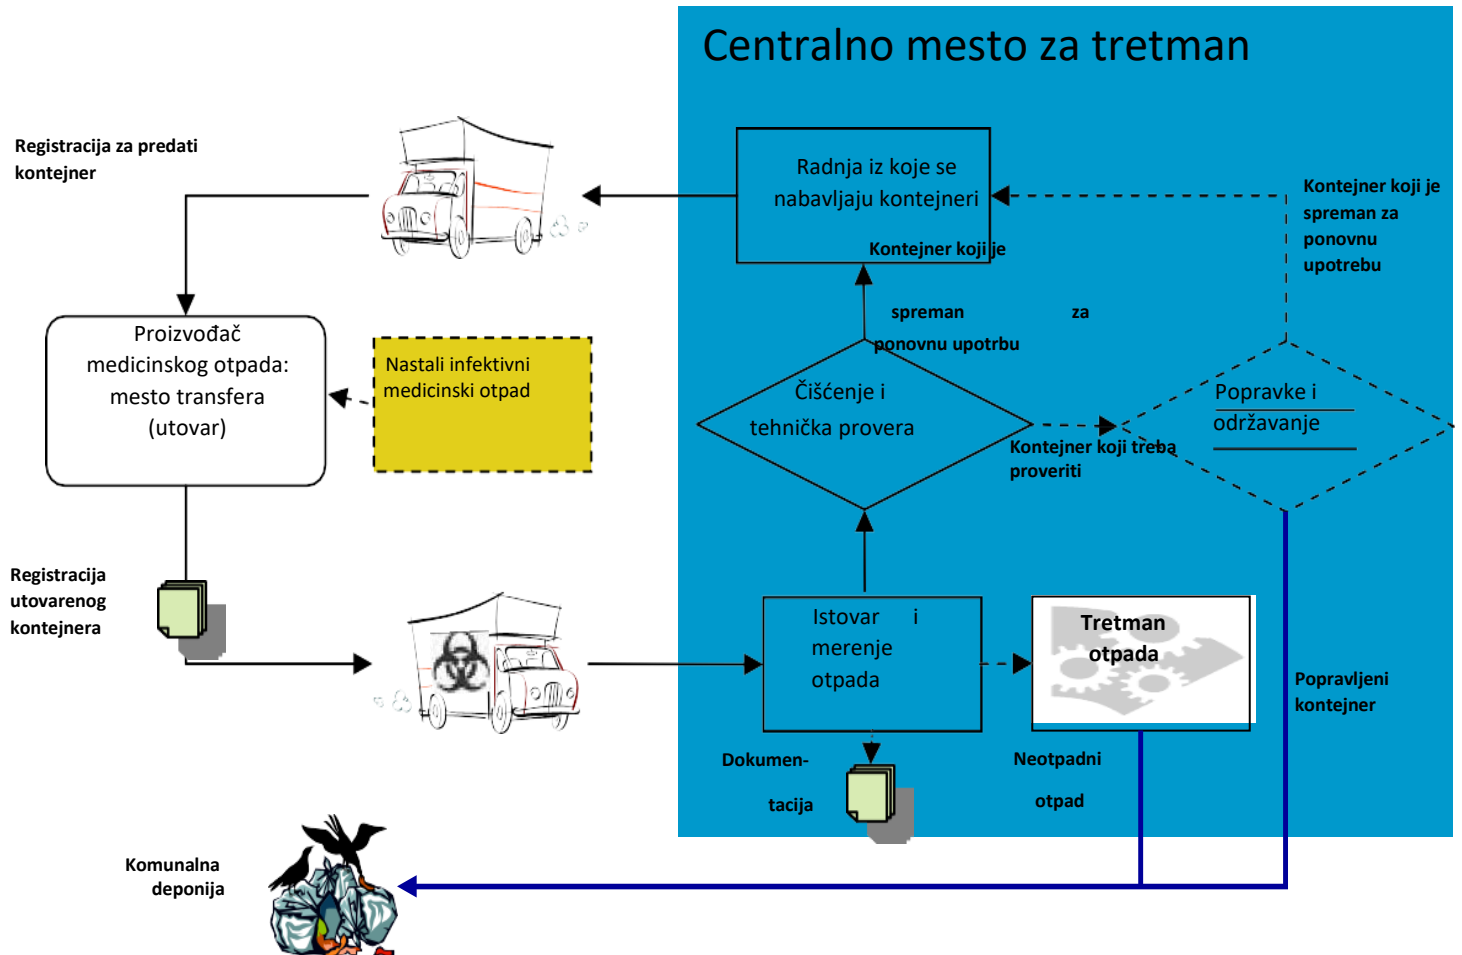 Centralno mesto za tretman
Registracija za predati
kontejner
Radnja iz koje se
nabavljaju kontejneri
Kontejner koji je
spreman za
ponovnu
upotrebu
Kontejner koji je
spreman za
ponovnu upotrbu
Proizvođač
medicinskog otpada:
mesto transfera
(utovar)
Nastali infektivni
medicinski otpad
Čišćenje i
tehnička provera
Popravke i
održavanje
Kontejner koji treba
proveriti
Registracija
utovarenog
kontejnera
Istovar i
merenje
otpada
Tretman
otpada
Popravljeni
kontejner
Dokumen-
tacija
Neotpadni
otpad
Komunalna
deponija